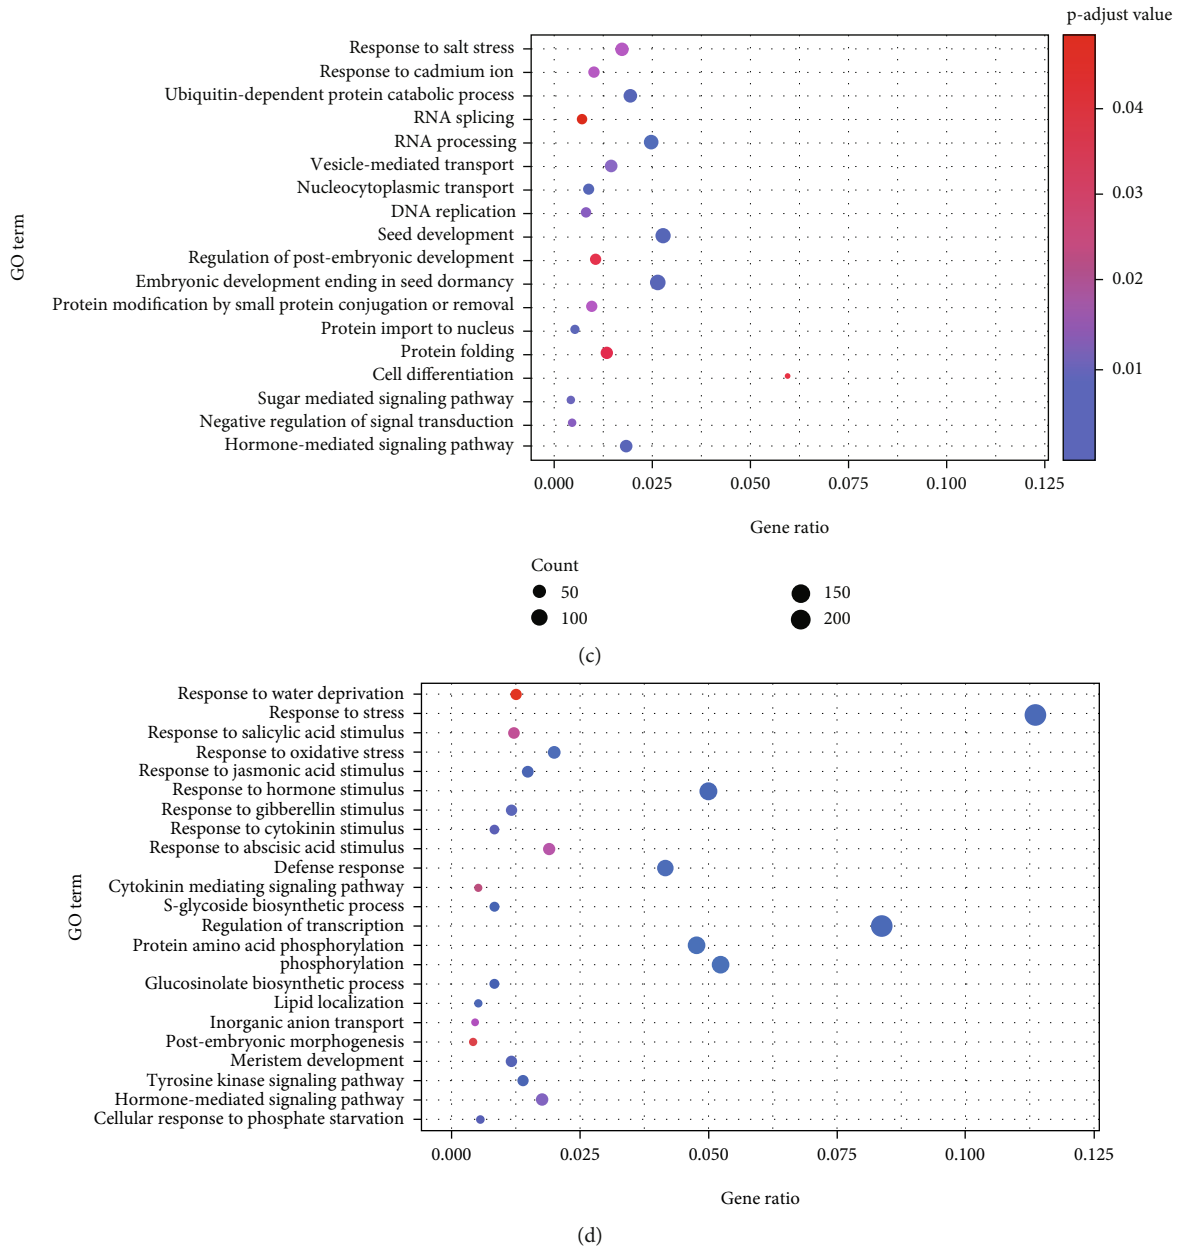 p-adjust value
Response to salt stress
Response to cadmium ion
Ubiquitin-dependent protein catabolic process
RNA splicing
RNA processing
Vesicle-mediated transport
Nucleocytoplasmic transport
DNA replication
Seed development
Regulation of post-embryonic development
Embryonic development ending in seed dormancy
Protein modification by small protein conjugation or removal
Protein import to nucleus
Protein folding
Cell differentiation
Sugar mediated signaling pathway
Negative regulation of signal transduction
Hormone-mediated signaling pathway
GO term
0.04
0.03
0.02
0.01
0.000 0.025 0.050 0.075 0.100 0.125
Gene ratio
Count
50 150
100 200
(c)
Response to water deprivation
Response to stress
Response to salicylic acid stimulus
Response to oxidative stress
Response to jasmonic acid stimulus
Response to hormone stimulus
Response to gibberellin stimulus
Response to cytokinin stimulus
Response to abscisic acid stimulus
Defense response
Cytokinin mediating signaling pathway
S-glycoside biosynthetic process
Regulation of transcription
Protein amino acid phosphorylation
phosphorylation
Glucosinolate biosynthetic process
Lipid localization
Inorganic anion transport
Post-embryonic morphogenesis
Meristem development
Tyrosine kinase signaling pathway
Hormone-mediated signaling pathway
Cellular response to phosphate starvation
GO term
0.000 0.025 0.050 0.075 0.100 0.125
Gene ratio
(d)